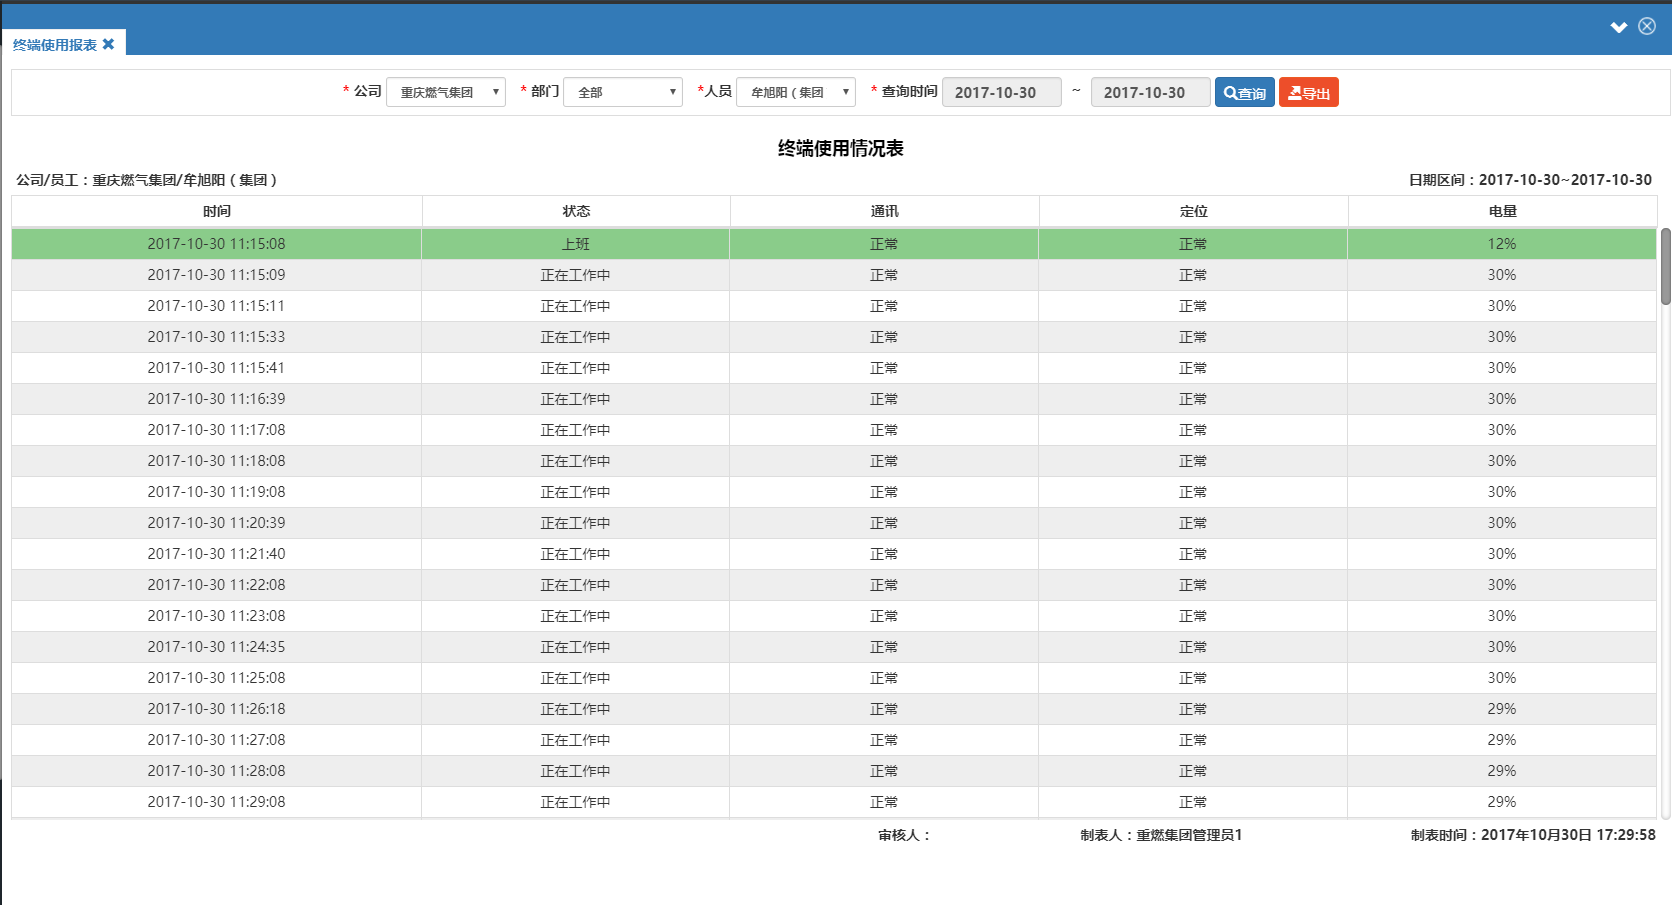 终端使用报表
* 公司 重庆燃气集团 * 部门 全部 *人员 牟旭阳（集团 * 查询时间 2017-10-30 ~ 2017-10-30 查询 导出
终端使用情况表
公司/员工：重庆燃气集团/牟旭阳（集团） 日期区间：2017-10-30~2017-10-30
时间 状态 通讯 定位 电量
2017-10-30 11:15:08 上班 正常 正常 12%
2017-10-30 11:15:09 正在工作中 正常 正常 30%
2017-10-30 11:15:11 正在工作中 正常 正常 30%
2017-10-30 11:15:33 正在工作中 正常 正常 30%
2017-10-30 11:15:41 正在工作中 正常 正常 30%
2017-10-30 11:16:39 正在工作中 正常 正常 30%
2017-10-30 11:17:08 正在工作中 正常 正常 30%
2017-10-30 11:18:08 正在工作中 正常 正常 30%
2017-10-30 11:19:08 正在工作中 正常 正常 30%
2017-10-30 11:20:39 正在工作中 正常 正常 30%
2017-10-30 11:21:40 正在工作中 正常 正常 30%
2017-10-30 11:22:08 正在工作中 正常 正常 30%
2017-10-30 11:23:08 正在工作中 正常 正常 30%
2017-10-30 11:24:35 正在工作中 正常 正常 30%
2017-10-30 11:25:08 正在工作中 正常 正常 30%
2017-10-30 11:26:18 正在工作中 正常 正常 29%
2017-10-30 11:27:08 正在工作中 正常 正常 29%
2017-10-30 11:28:08 正在工作中 正常 正常 29%
2017-10-30 11:29:08 正在工作中 正常 正常 29%
审核人： 制表人：重燃集团管理员1 制表时间：2017年10月30日 17:29:58